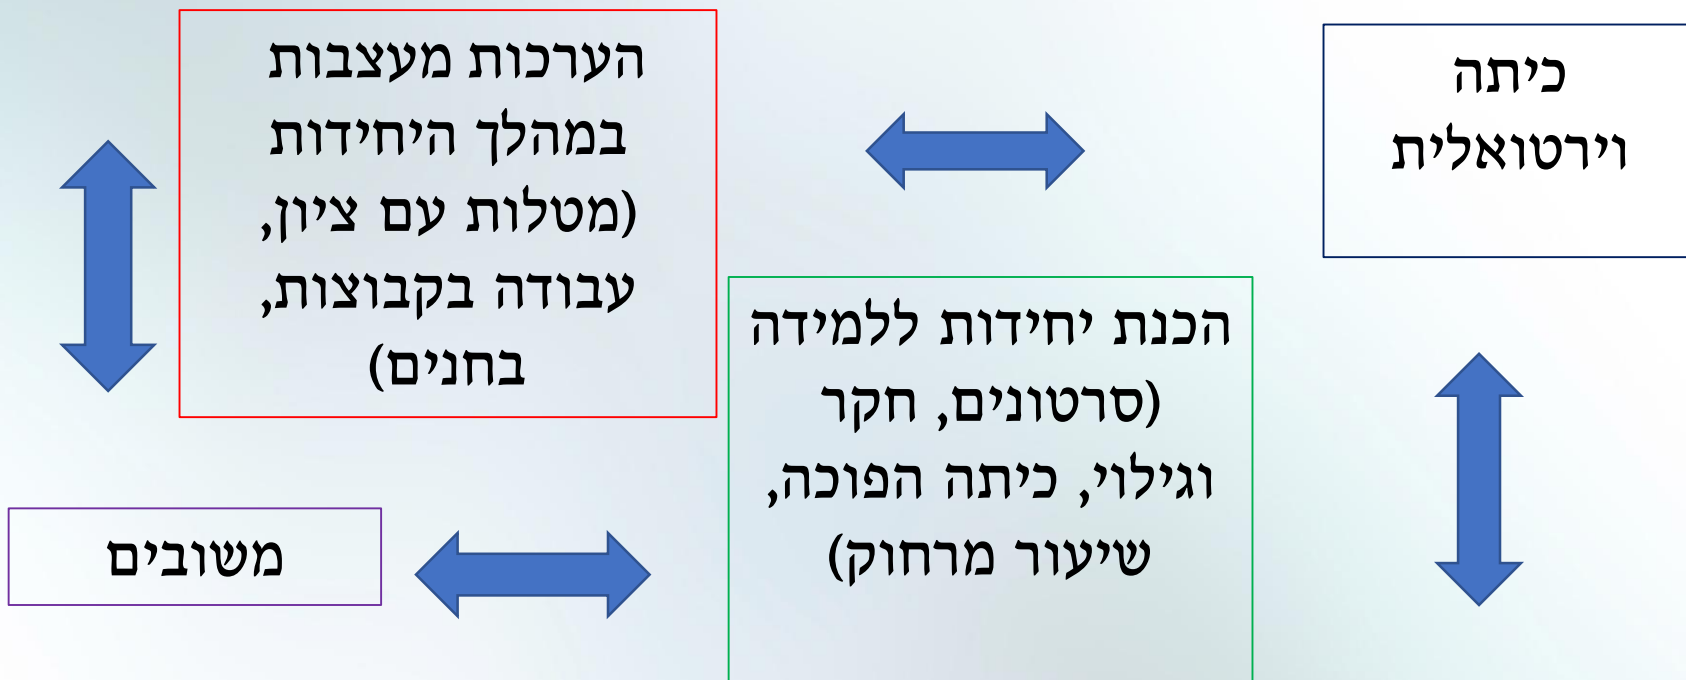 כיתה
וירטואלית
הערכות מעצבות
במהלך היחידות
(מטלות עם ציון,
עבודה בקבוצות,
בחנים)
הכנת יחידות ללמידה
(סרטונים, חקר
וגילוי, כיתה הפוכה,
שיעור מרחוק)
משובים